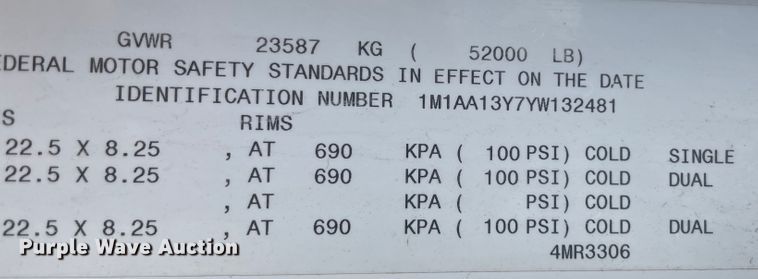 GVWR 23587 KG ( 52000 LB)
EDERAL MOTOR SAFETY STANDARDS IN EFFECT ON THE DATE
IDENTIFICATION NUMBER 1M1AA13Y7YW132481
S RIMS
22.5 X 8.25 , AT 690 KPA ( 100 PSI) COLD SINGLE
22.5 X 8.25 , AT 690 KPA ( 100 PSI) COLD DUAL
, AT KPA ( PSI) COLD
22.5 X 8.25 , AT 690 KPA ( 100 PSI) COLD DUAL
Purple Wave Auction
4MR3306